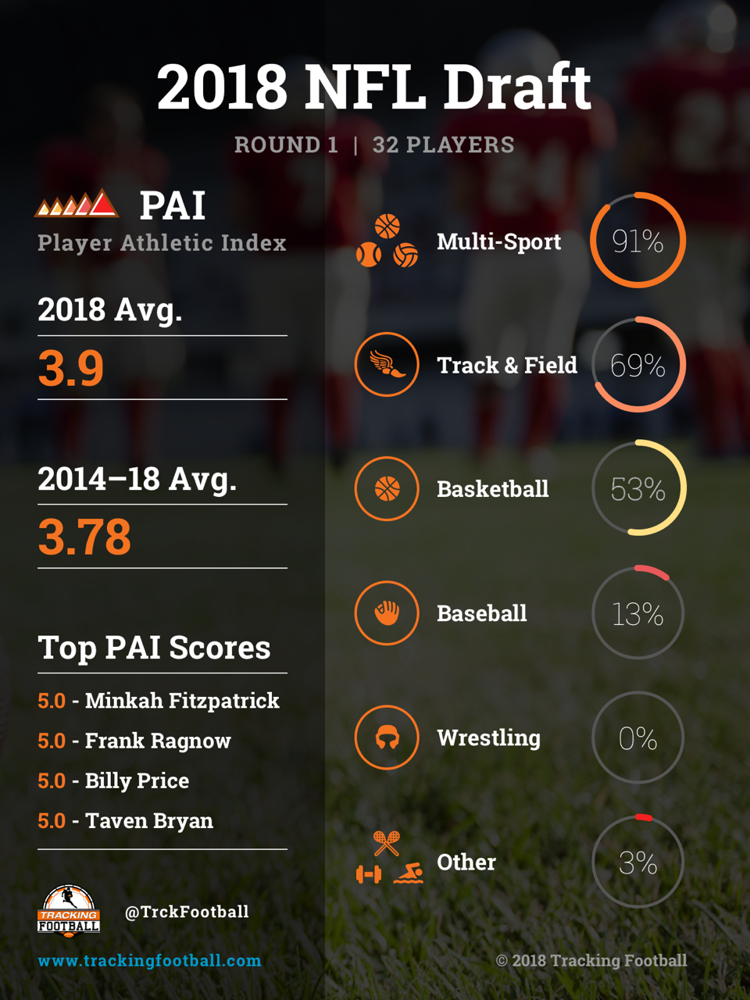 2018 NFL Draft
ROUND 1 | 32 PLAYERS
PAI
Player Athletic Index
2018 Avg.
3.9
2014–18 Avg.
3.78
Top PAI Scores
5.0 - Minkah Fitzpatrick
5.0 - Frank Ragnow
5.0 - Billy Price
5.0 - Taven Bryan
TRACKING
FOOTBALL
@TrckFootball
www.trackingfootball.com
Multi-Sport 91%
Track & Field 69%
Basketball 53%
Baseball 13%
Wrestling 0%
Other 3%
© 2018 Tracking Football